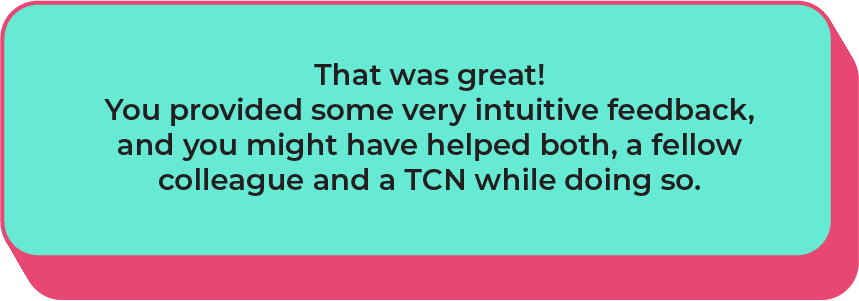 That was great!
You provided some very intuitive feedback,
and you might have helped both, a fellow
colleague and a TCN while doing so.